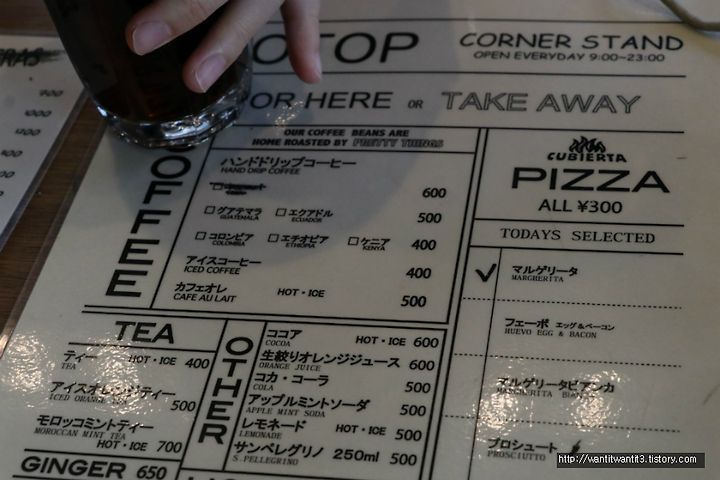 OTOP
CORNER STAND
OPEN EVERYDAY 9:00~23:00
OR HERE OR TAKE AWAY
OUR COFFEE BEANS ARE
HOME ROASTED BY PRETTY THINGS
OFFEE
ハンドドリップコーヒー
HAND DRIP COFFEE
600
□ グアテマラ □ エクアドル 500
GUATEMALA ECUADOR
□ コロンビア □ エチオピア □ ケニア 400
COLOMBIA ETHIOPIA KENYA
アイスコーヒー
ICED COFFEE 400
カフェオレ
CAFE AU LAIT HOT・ICE 500
CUBIERTA
PIZZA
ALL ¥300
TODAYS SELECTED
✓ マルゲリータ
MARGHERITA
フェーボ エッグ&ベーコン
HUEVO EGG & BACON
マルゲリータビアンカ
MARGHERITA BIANCA
プロシュート
PROSCIUTTO
TEA
ティー HOT・ICE 400
TEA
アイスオレンジティー
ICED ORANGE TEA 500
モロッコミントティー
MOROCCAN MINT TEA
HOT・ICE 700
GINGER 650
OTHER
ココア HOT・ICE 600
COCOA
生絞りオレンジジュース 600
ORANGE JUICE
コカ・コーラ 500
COLA
アップルミントソーダ 500
APPLE MINT SODA
レモネード HOT・ICE 500
LEMONADE
サンペレグリノ 250ml 500
S.PELLEGRINO
http://wantitwantit3.tistory.com